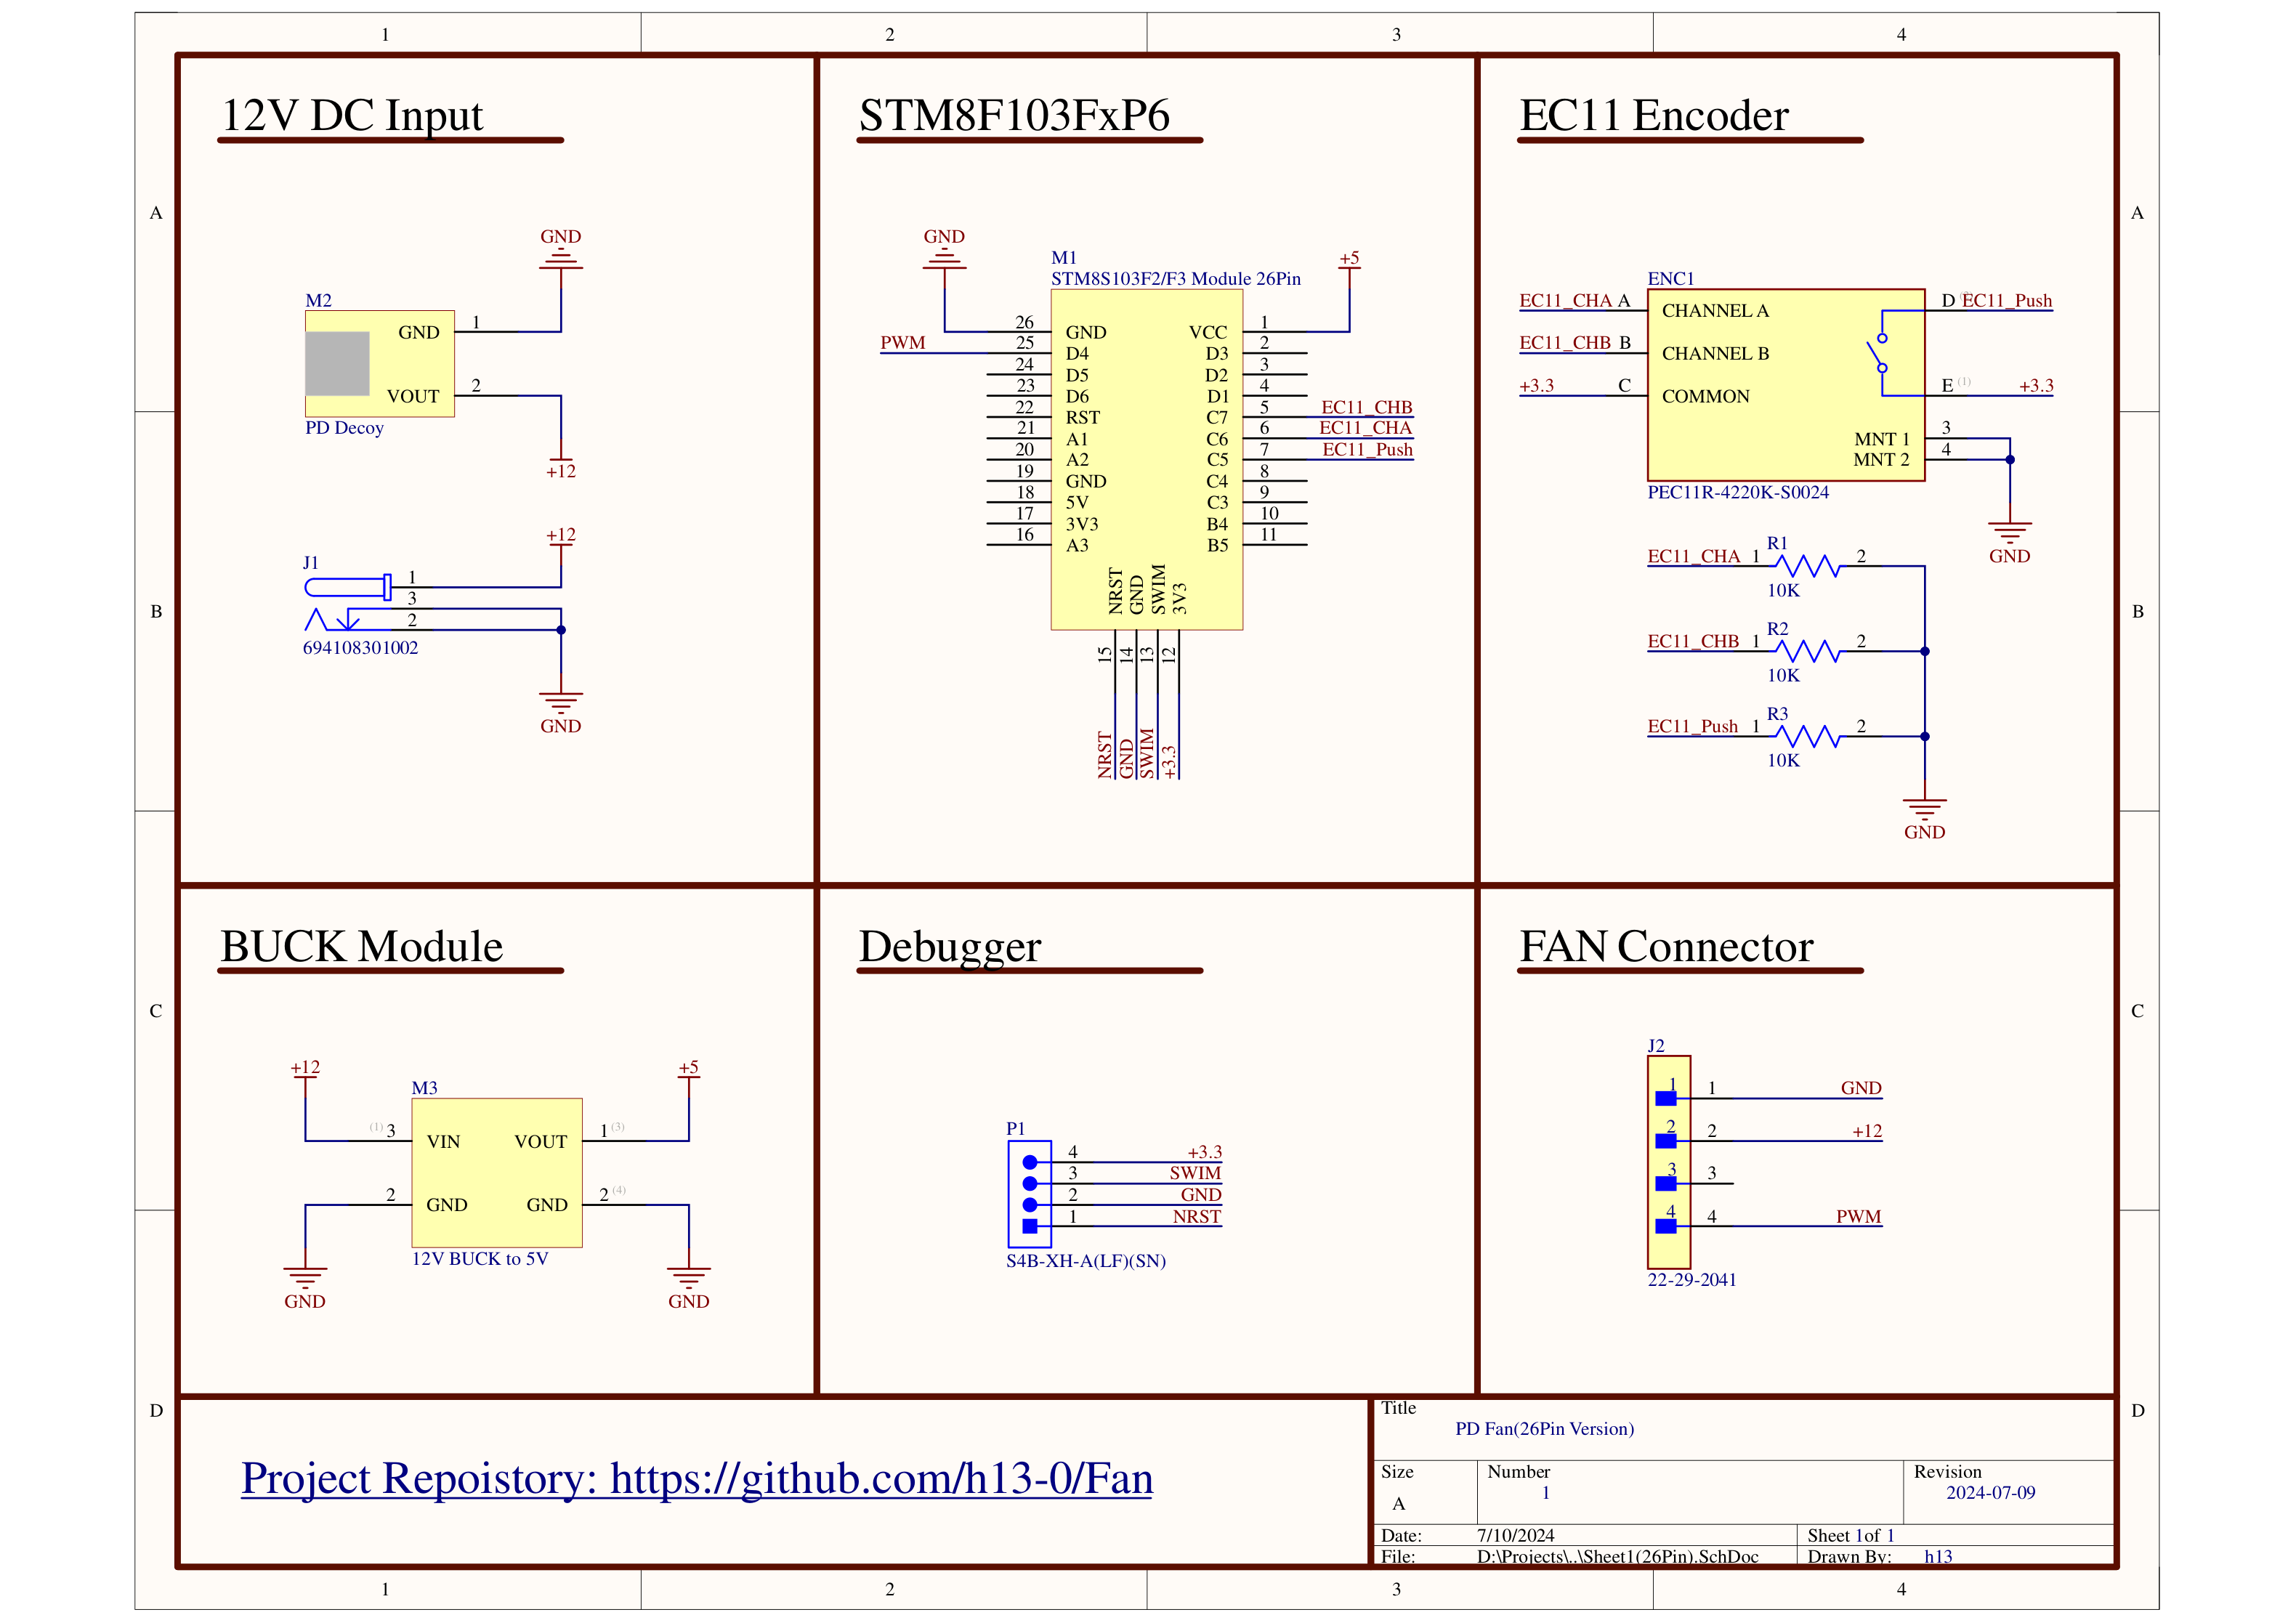 1 2 3 4
A
B
C
D
A
B
C
D
12V DC Input
GND
M2
GND 1
VOUT 2
PD Decoy
+12
+12
J1
1
3
2
694108301002
GND
STM8F103FxP6
GND
+5
M1
STM8S103F2/F3 Module 26Pin
26 GND VCC 1
PWM 25 D4 D3 2
24 D5 D2 3
23 D6 D1 4
22 RST C7 5 EC11_CHB
21 A1 C6 6 EC11_CHA
20 A2 C5 7 EC11_Push
19 GND C4 8
18 5V C3 9
17 3V3 B4 10
16 A3 B5 11
NRST GND SWIM 3V3
15 14 13 12
NRST GND SWIM +3.3
EC11 Encoder
ENC1
EC11_CHA A CHANNEL A D EC11_Push
EC11_CHB B CHANNEL B
+3.3 C COMMON E (1) +3.3
MNT 1 3
MNT 2 4
PEC11R-4220K-S0024
GND
EC11_CHA 1 R1 2
10K
EC11_CHB 1 R2 2
10K
EC11_Push 1 R3 2
10K
GND
BUCK Module
+12 +5
M3
(1) 3 VIN VOUT 1 (3)
2 GND GND 2 (4)
12V BUCK to 5V
GND GND
Debugger
P1
4 +3.3
3 SWIM
2 GND
1 NRST
S4B-XH-A(LF)(SN)
FAN Connector
J2
1 1 GND
2 2 +12
3 3
4 4 PWM
22-29-2041
Project Repoistory: https://github.com/h13-0/Fan
Title
PD Fan(26Pin Version)
Size Number Revision
A 1 2024-07-09
Date: 7/10/2024 Sheet 1of 1
File: D:\Projects\..\Sheet1(26Pin).SchDoc Drawn By: h13
1 2 3 4